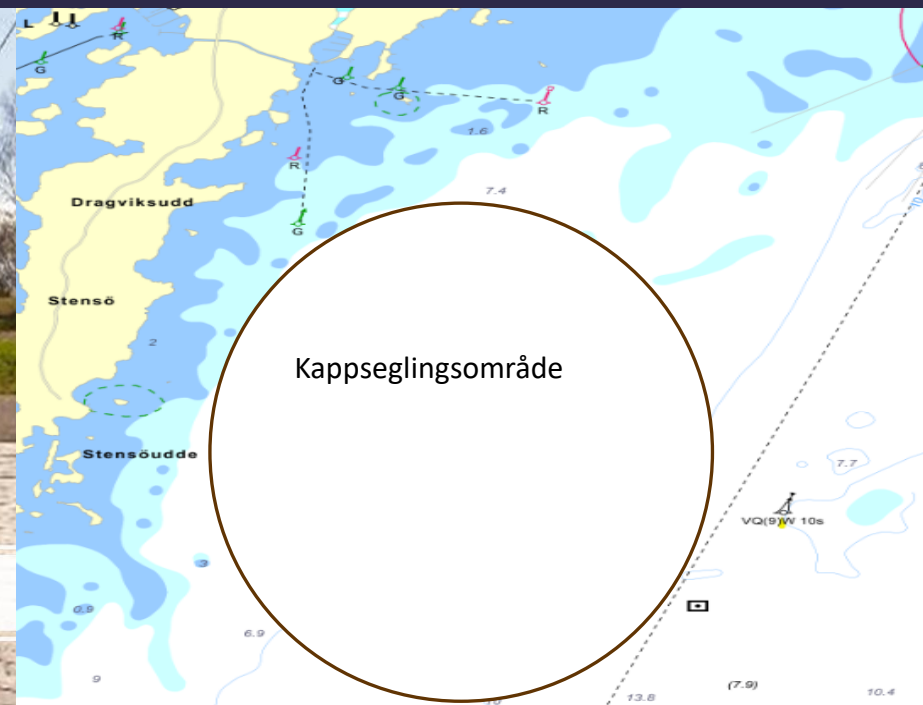 L
R
G
G
G
R
1.6
R
7.4
Dragviksudd
G
Stensö
2
Kappseglingsområde
Stensöudde
7.7
VQ(9)W 10s
3
0.9
6.9
9
(7.9)
13.8
10.4
10